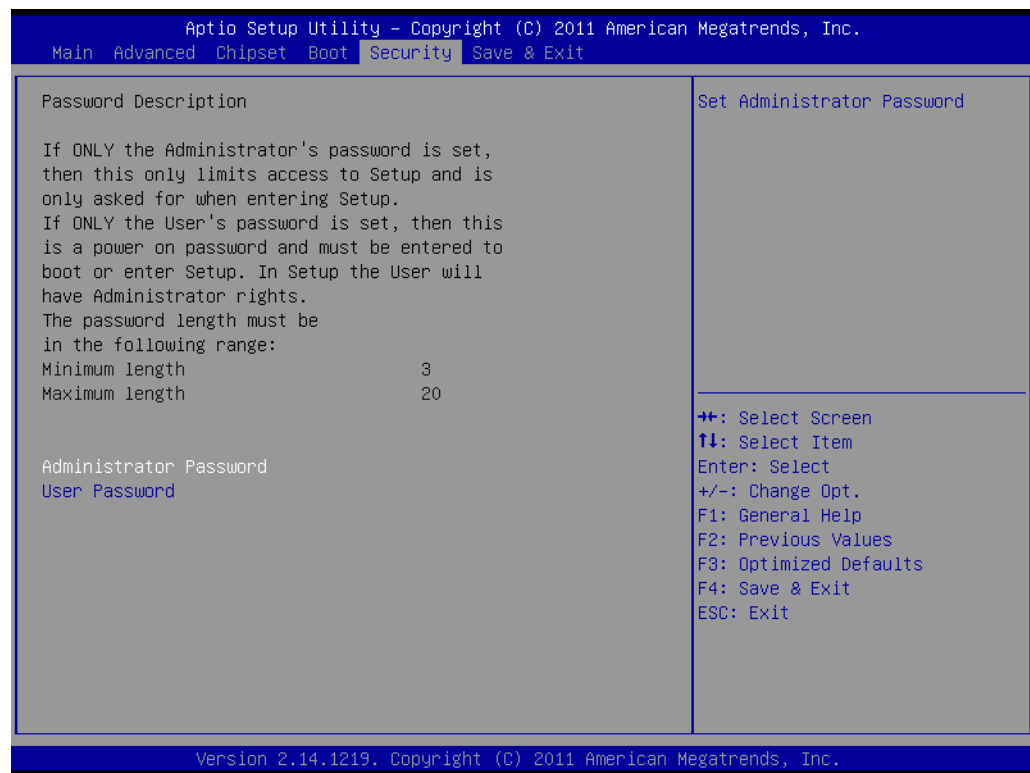 Aptio Setup Utility – Copyright (C) 2011 American Megatrends, Inc.
Main Advanced Chipset Boot Security Save & Exit
Password Description
If ONLY the Administrator's password is set,
then this only limits access to Setup and is
only asked for when entering Setup.
If ONLY the User's password is set, then this
is a power on password and must be entered to
boot or enter Setup. In Setup the User will
have Administrator rights.
The password length must be
in the following range:
Minimum length 3
Maximum length 20
Administrator Password
User Password
Set Administrator Password
→←: Select Screen
↑↓: Select Item
Enter: Select
+/-: Change Opt.
F1: General Help
F2: Previous Values
F3: Optimized Defaults
F4: Save & Exit
ESC: Exit
Version 2.14.1219. Copyright (C) 2011 American Megatrends, Inc.